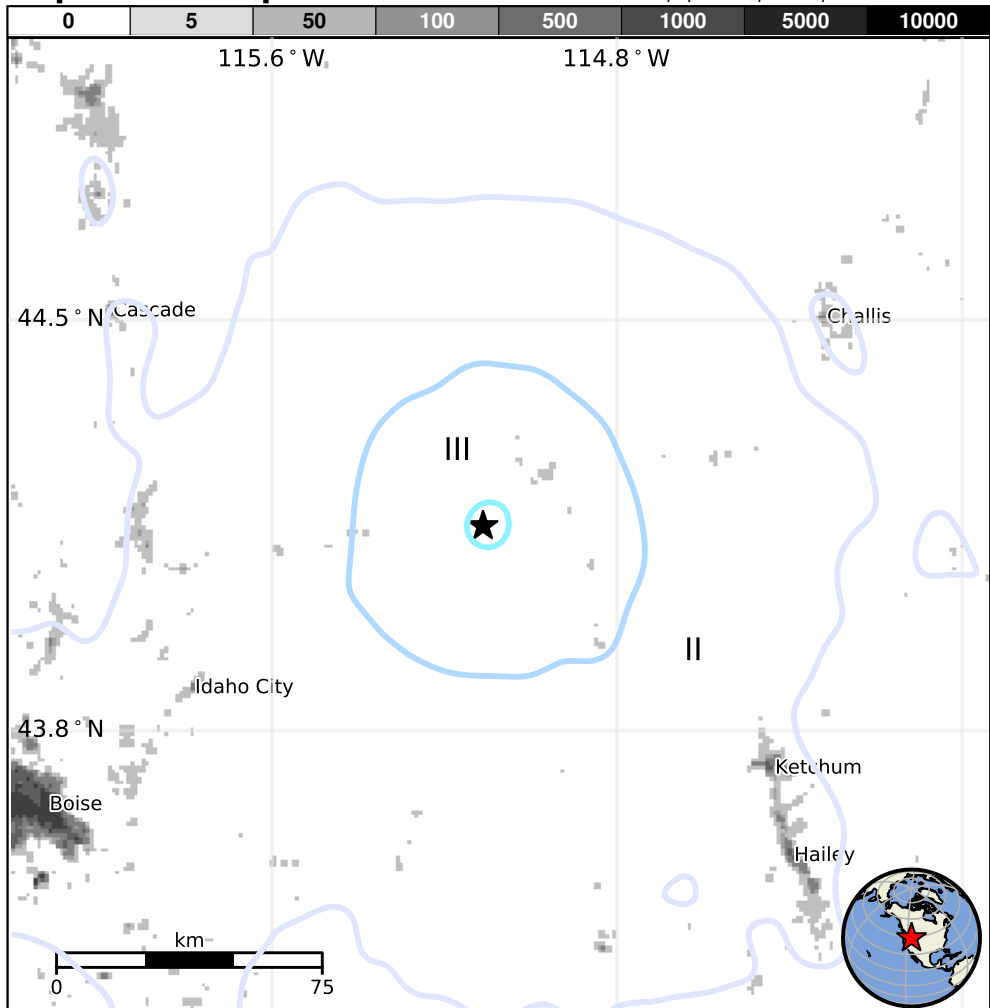 0 5 50 100 500 1000 5000 10000
115.6°W 114.8°W
44.5°N Cascade Challis
III
II
Idaho City
43.8°N
Ketchum
Boise
Hailey
km
0 75